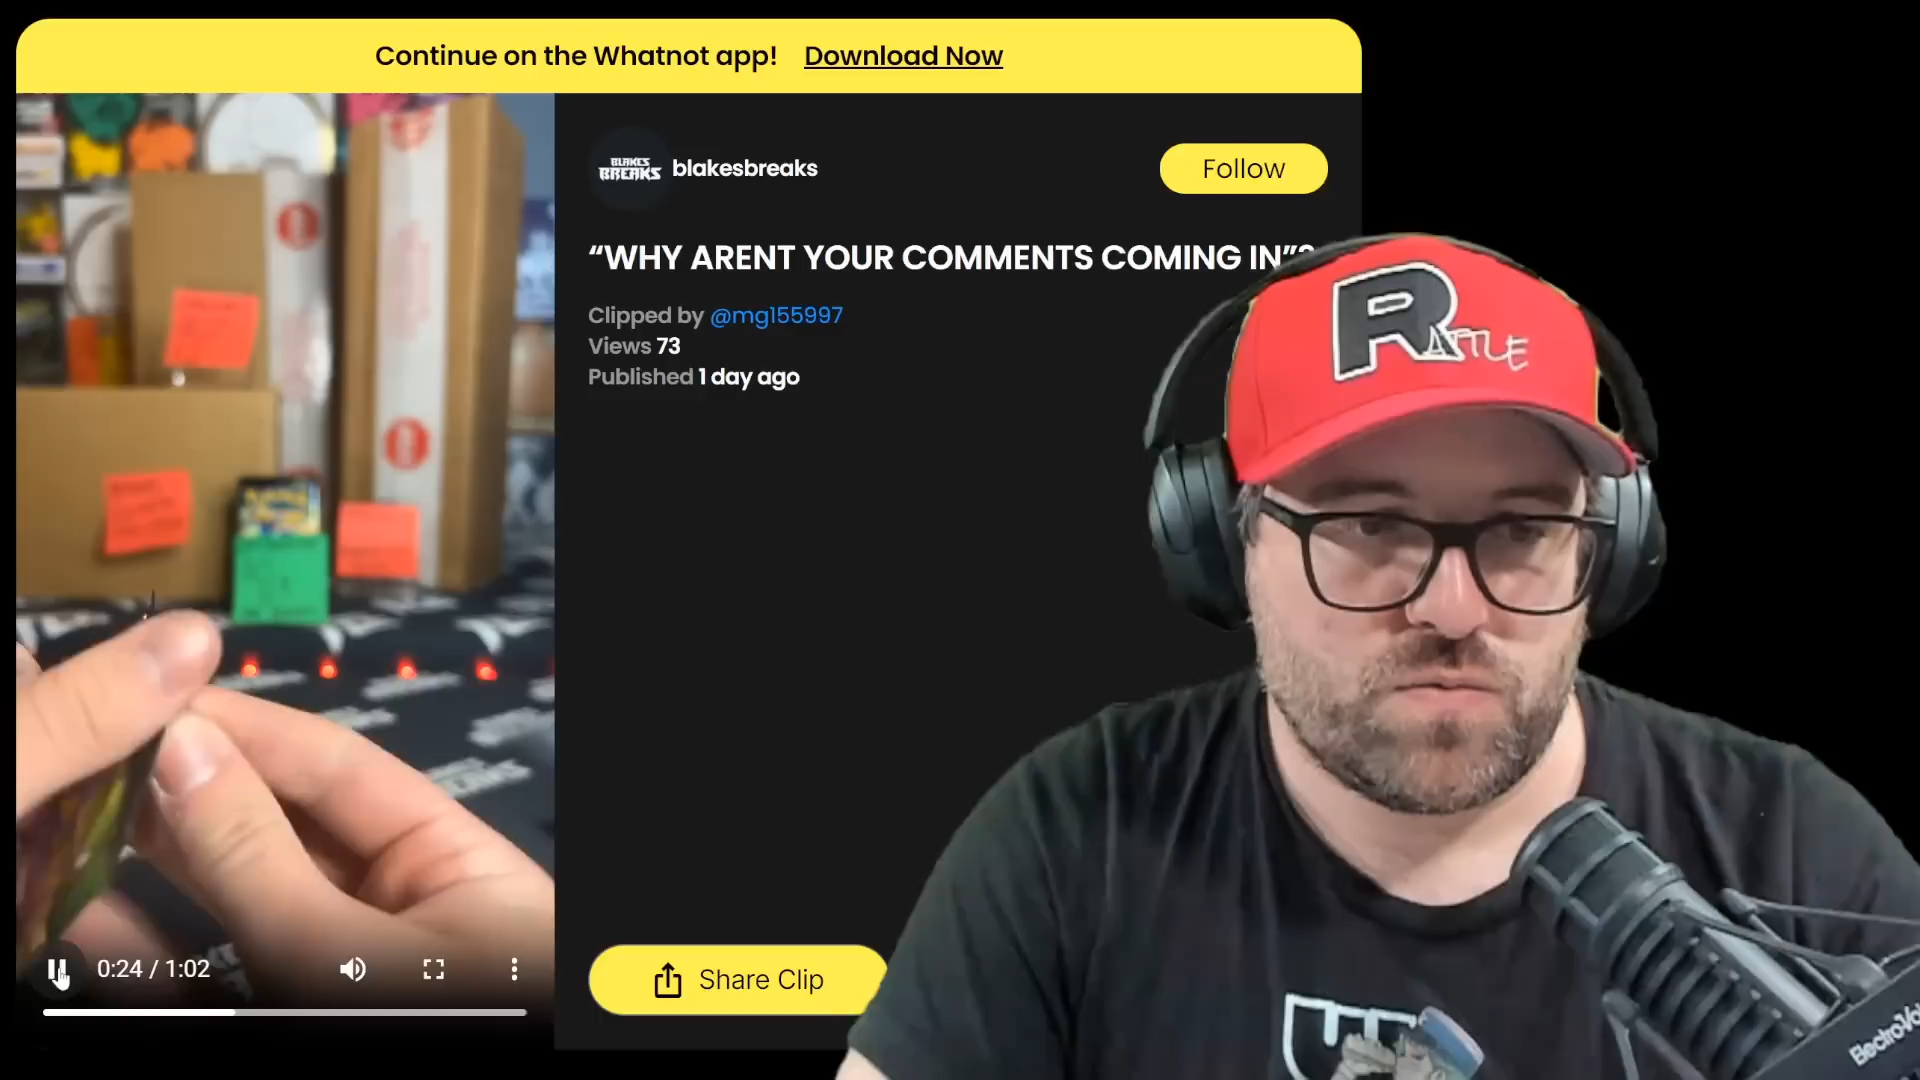 Continue on the Whatnot app! Download Now
BLAKES
BREAKS
blakesbreaks
Follow
“WHY ARENT YOUR COMMENTS COMING IN”?
Clipped by @mg155997
Views 73
Published 1 day ago
RATTLE
0:24 / 1:02
Share Clip